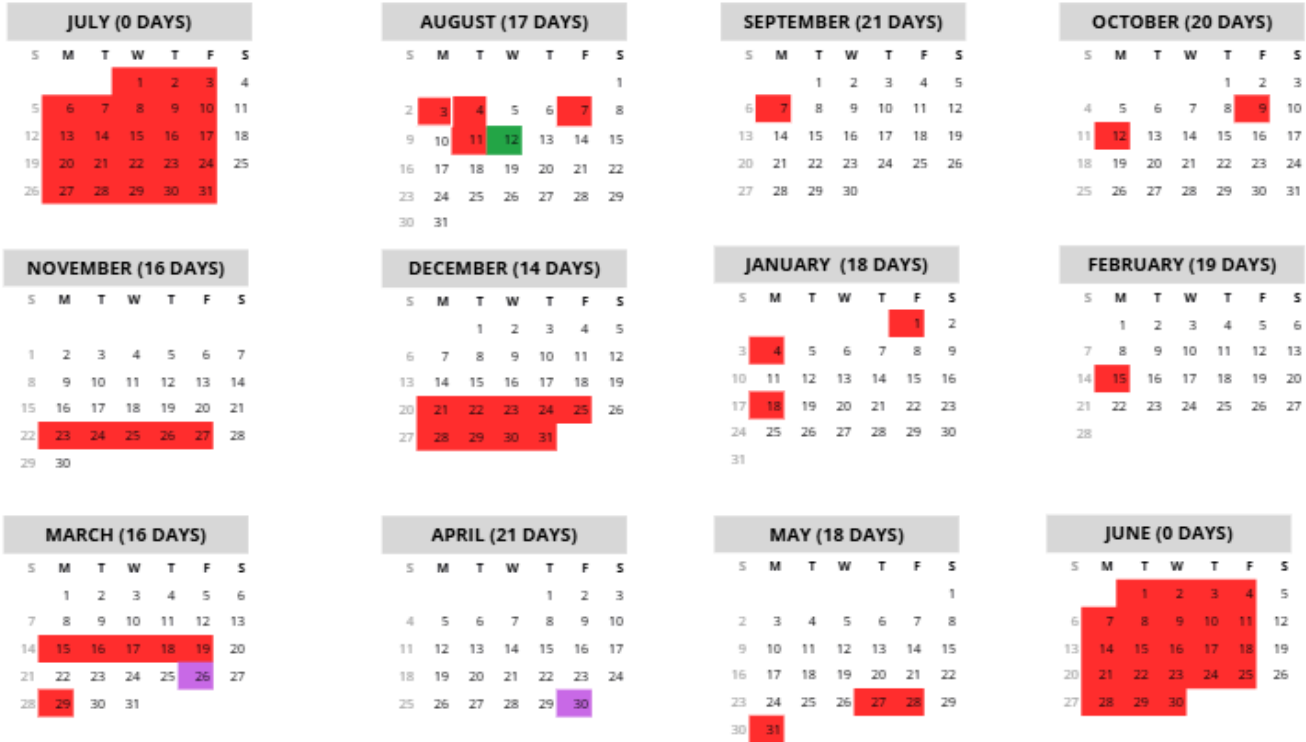 JULY (0 DAYS)
S M T W T F S
1 2 3 4
5 6 7 8 9 10 11
12 13 14 15 16 17 18
19 20 21 22 23 24 25
26 27 28 29 30 31
AUGUST (17 DAYS)
S M T W T F S
1
2 3 4 5 6 7 8
9 10 11 12 13 14 15
16 17 18 19 20 21 22
23 24 25 26 27 28 29
30 31
SEPTEMBER (21 DAYS)
S M T W T F S
1 2 3 4 5
6 7 8 9 10 11 12
13 14 15 16 17 18 19
20 21 22 23 24 25 26
27 28 29 30
OCTOBER (20 DAYS)
S M T W T F S
1 2 3
4 5 6 7 8 9 10
11 12 13 14 15 16 17
18 19 20 21 22 23 24
25 26 27 28 29 30 31
NOVEMBER (16 DAYS)
S M T W T F S
1 2 3 4 5 6 7
8 9 10 11 12 13 14
15 16 17 18 19 20 21
22 23 24 25 26 27 28
29 30
DECEMBER (14 DAYS)
S M T W T F S
1 2 3 4 5
6 7 8 9 10 11 12
13 14 15 16 17 18 19
20 21 22 23 24 25 26
27 28 29 30 31
JANUARY (18 DAYS)
S M T W T F S
1 2
3 4 5 6 7 8 9
10 11 12 13 14 15 16
17 18 19 20 21 22 23
24 25 26 27 28 29 30
31
FEBRUARY (19 DAYS)
S M T W T F S
1 2 3 4 5 6
7 8 9 10 11 12 13
14 15 16 17 18 19 20
21 22 23 24 25 26 27
28
MARCH (16 DAYS)
S M T W T F S
1 2 3 4 5 6
7 8 9 10 11 12 13
14 15 16 17 18 19 20
21 22 23 24 25 26 27
28 29 30 31
APRIL (21 DAYS)
S M T W T F S
1 2 3
4 5 6 7 8 9 10
11 12 13 14 15 16 17
18 19 20 21 22 23 24
25 26 27 28 29 30
MAY (18 DAYS)
S M T W T F S
1
2 3 4 5 6 7 8
9 10 11 12 13 14 15
16 17 18 19 20 21 22
23 24 25 26 27 28 29
30 31
JUNE (0 DAYS)
S M T W T F S
1 2 3 4 5
6 7 8 9 10 11 12
13 14 15 16 17 18 19
20 21 22 23 24 25 26
27 28 29 30